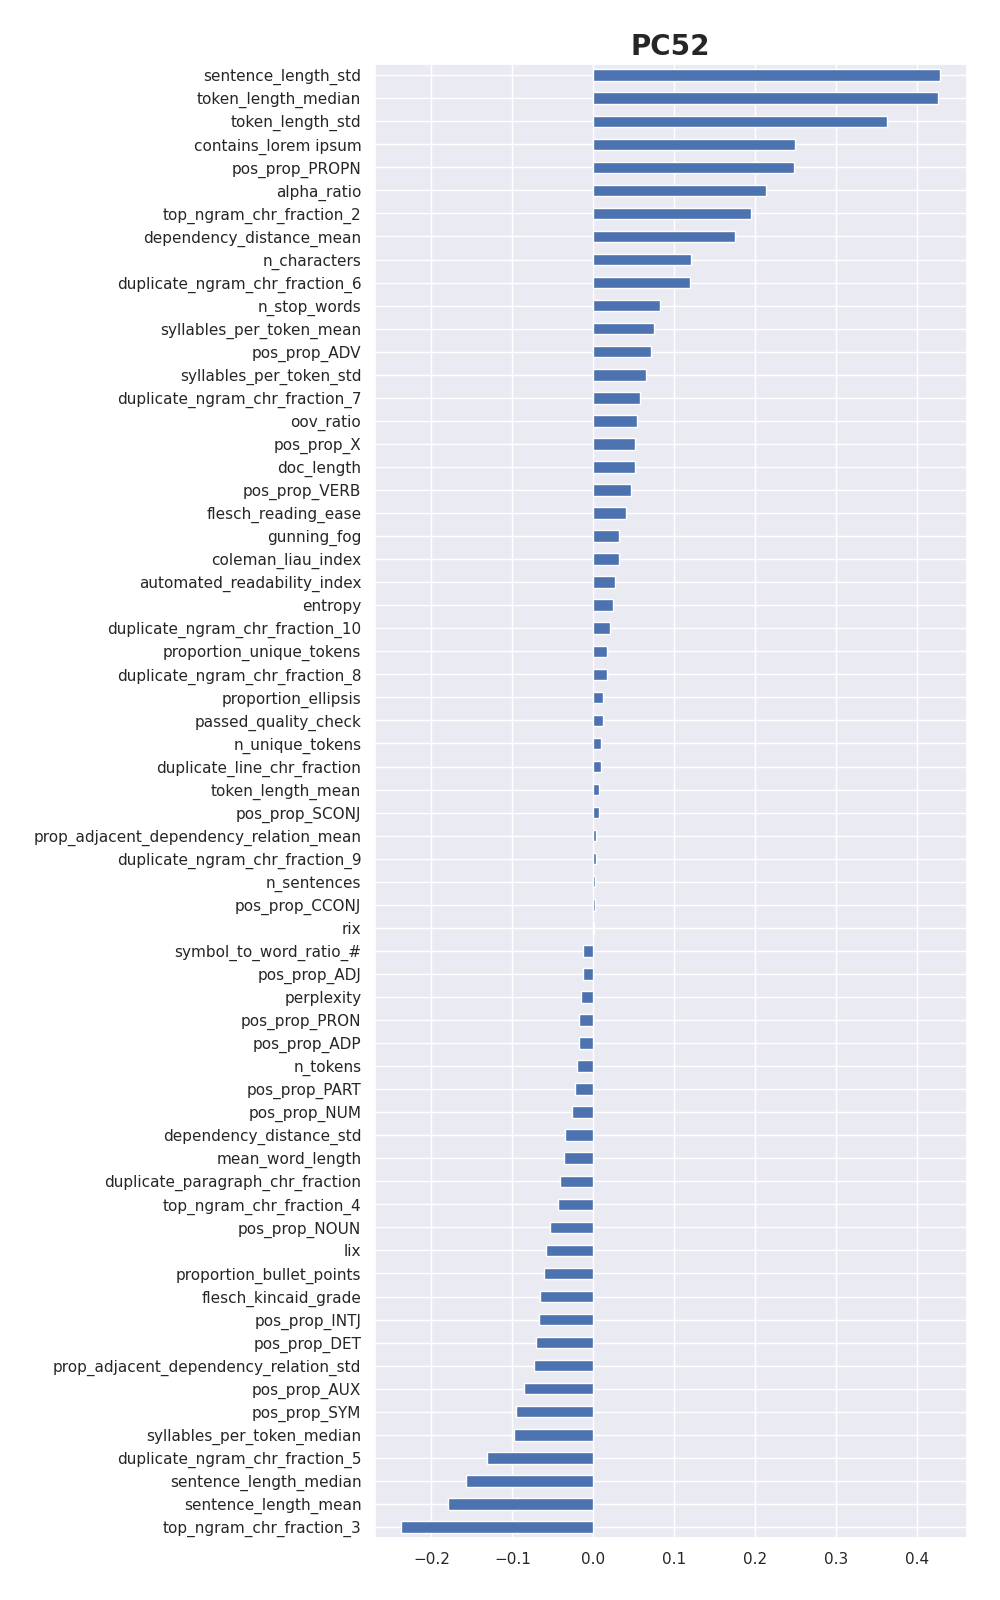 PC52
sentence_length_std
token_length_median
token_length_std
contains_lorem ipsum
pos_prop_PROPN
alpha_ratio
top_ngram_chr_fraction_2
dependency_distance_mean
n_characters
duplicate_ngram_chr_fraction_6
n_stop_words
syllables_per_token_mean
pos_prop_ADV
syllables_per_token_std
duplicate_ngram_chr_fraction_7
oov_ratio
pos_prop_X
doc_length
pos_prop_VERB
flesch_reading_ease
gunning_fog
coleman_liau_index
automated_readability_index
entropy
duplicate_ngram_chr_fraction_10
proportion_unique_tokens
duplicate_ngram_chr_fraction_8
proportion_ellipsis
passed_quality_check
n_unique_tokens
duplicate_line_chr_fraction
token_length_mean
pos_prop_SCONJ
prop_adjacent_dependency_relation_mean
duplicate_ngram_chr_fraction_9
n_sentences
pos_prop_CCONJ
rix
symbol_to_word_ratio_#
pos_prop_ADJ
perplexity
pos_prop_PRON
pos_prop_ADP
n_tokens
pos_prop_PART
pos_prop_NUM
dependency_distance_std
mean_word_length
duplicate_paragraph_chr_fraction
top_ngram_chr_fraction_4
pos_prop_NOUN
lix
proportion_bullet_points
flesch_kincaid_grade
pos_prop_INTJ
pos_prop_DET
prop_adjacent_dependency_relation_std
pos_prop_AUX
pos_prop_SYM
syllables_per_token_median
duplicate_ngram_chr_fraction_5
sentence_length_median
sentence_length_mean
top_ngram_chr_fraction_3
−0.2 −0.1 0.0 0.1 0.2 0.3 0.4